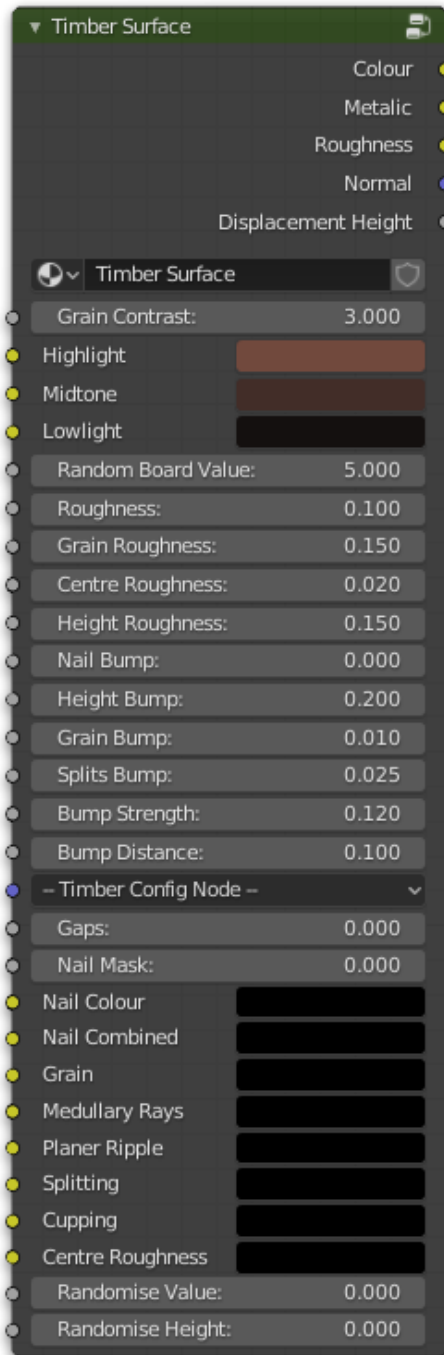 Timber Surface
Colour
Metalic
Roughness
Normal
Displacement Height
Timber Surface
Grain Contrast: 3.000
Highlight
Midtone
Lowlight
Random Board Value: 5.000
Roughness: 0.100
Grain Roughness: 0.150
Centre Roughness: 0.020
Height Roughness: 0.150
Nail Bump: 0.000
Height Bump: 0.200
Grain Bump: 0.010
Splits Bump: 0.025
Bump Strength: 0.120
Bump Distance: 0.100
-- Timber Config Node --
Gaps: 0.000
Nail Mask: 0.000
Nail Colour
Nail Combined
Grain
Medullary Rays
Planer Ripple
Splitting
Cupping
Centre Roughness
Randomise Value: 0.000
Randomise Height: 0.000